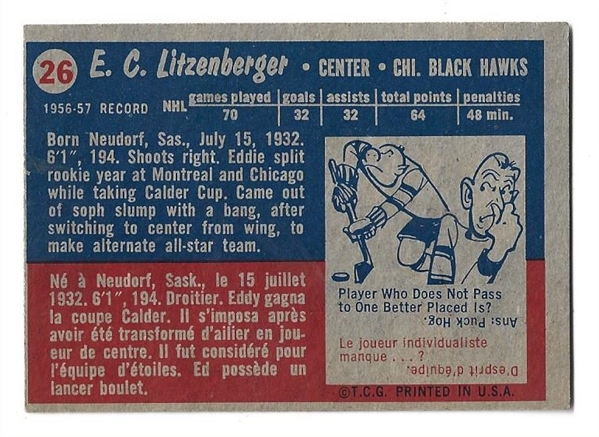 26 E. C. Litzenberger • CENTER • CHI. BLACK HAWKS
1956-57 RECORD NHL games played goals assists total points penalties
70 32 32 64 48 min.
Born Neudorf, Sas., July 15, 1932.
6'1", 194. Shoots right. Eddie split
rookie year at Montreal and Chicago
while taking Calder Cup. Came out
of soph slump with a bang, after
switching to center from wing, to
make alternate all-star team.
Né à Neudorf, Sask., le 15 juillet
1932. 6'1", 194. Droitier. Eddy gagna
la coupe Calder. Il s'imposa après
avoir été transformé d'ailier en jou-
eur de centre. Il fut considéré pour
l'équipe d'étoiles. Ed possède un
lancer boulet.
Player Who Does Not Pass
to One Better Placed Is?
Ans: Puck Hog.
Le joueur individualiste
manque . . . ?
D'esprit d'équipe.
©T.C.G. PRINTED IN U.S.A.